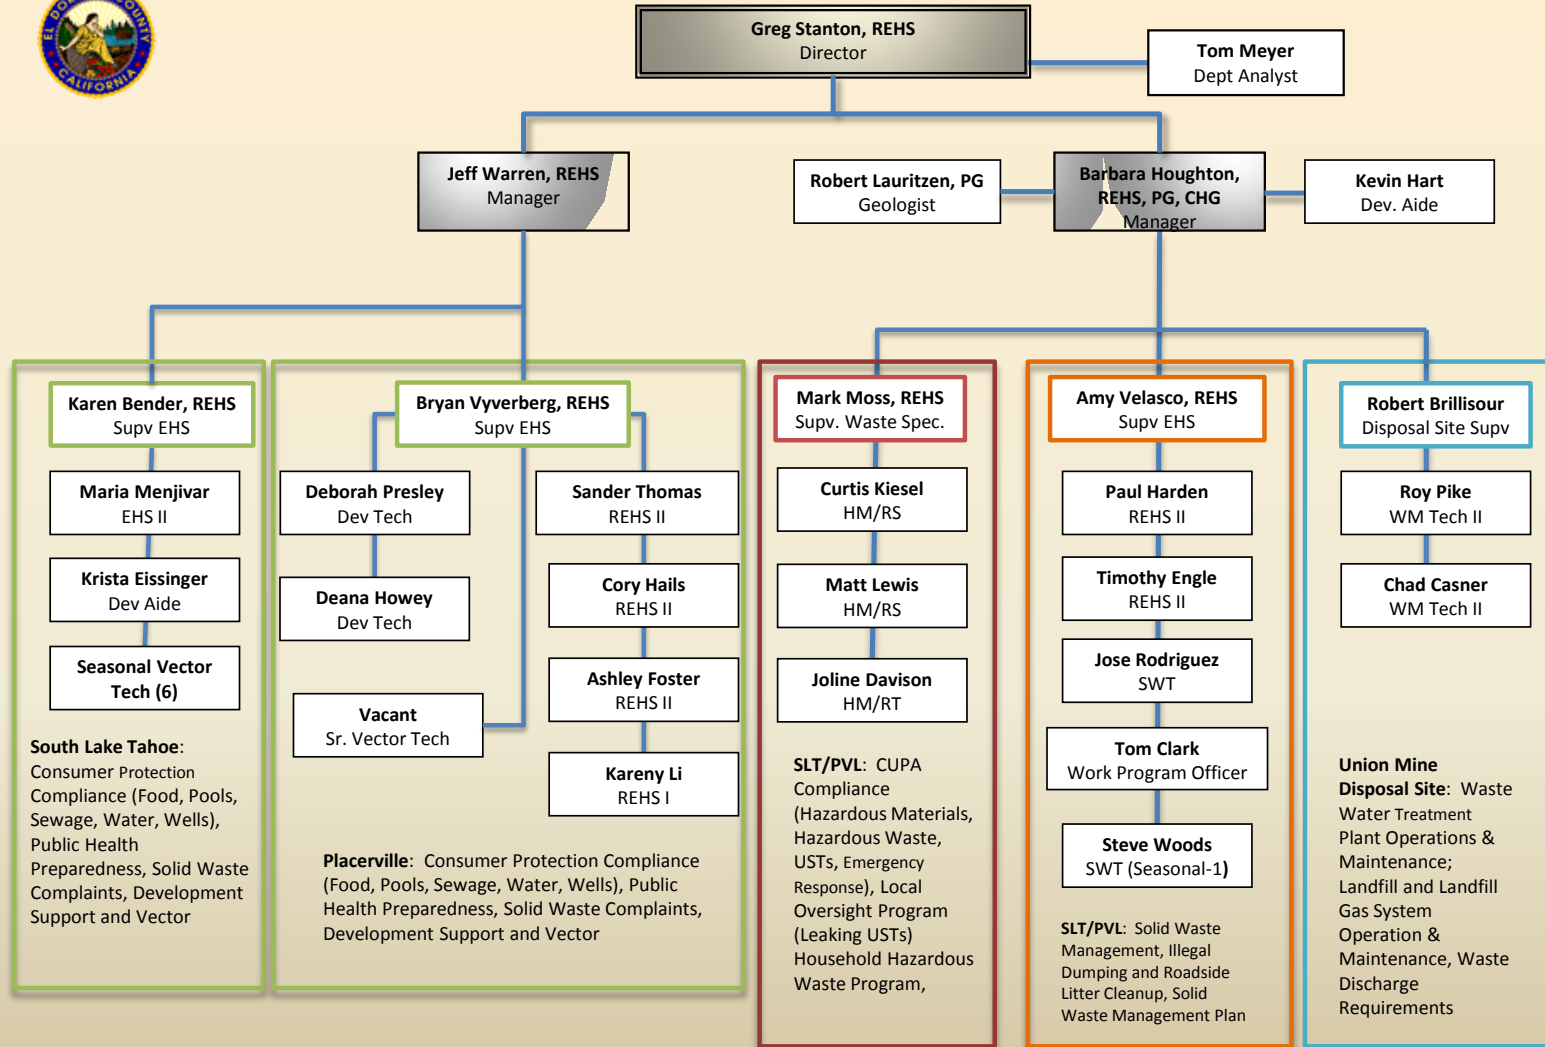 EL DORADO COUNTY
CALIFORNIA
Greg Stanton, REHS
Director
Tom Meyer
Dept Analyst
Jeff Warren, REHS
Manager
Robert Lauritzen, PG
Geologist
Barbara Houghton,
REHS, PG, CHG
Manager
Kevin Hart
Dev. Aide
Karen Bender, REHS
Supv EHS
Maria Menjivar
EHS II
Krista Eissinger
Dev Aide
Seasonal Vector
Tech (6)
South Lake Tahoe:
Consumer Protection
Compliance (Food, Pools,
Sewage, Water, Wells),
Public Health
Preparedness, Solid Waste
Complaints, Development
Support and Vector
Bryan Vyverberg, REHS
Supv EHS
Deborah Presley
Dev Tech
Deana Howey
Dev Tech
Vacant
Sr. Vector Tech
Sander Thomas
REHS II
Cory Hails
REHS II
Ashley Foster
REHS II
Kareny Li
REHS I
Placerville: Consumer Protection Compliance
(Food, Pools, Sewage, Water, Wells), Public
Health Preparedness, Solid Waste Complaints,
Development Support and Vector
Mark Moss, REHS
Supv. Waste Spec.
Curtis Kiesel
HM/RS
Matt Lewis
HM/RS
Joline Davison
HM/RT
SLT/PVL: CUPA
Compliance
(Hazardous Materials,
Hazardous Waste,
USTs, Emergency
Response), Local
Oversight Program
(Leaking USTs)
Household Hazardous
Waste Program,
Amy Velasco, REHS
Supv EHS
Paul Harden
REHS II
Timothy Engle
REHS II
Jose Rodriguez
SWT
Tom Clark
Work Program Officer
Steve Woods
SWT (Seasonal-1)
SLT/PVL: Solid Waste
Management, Illegal
Dumping and Roadside
Litter Cleanup, Solid
Waste Management Plan
Robert Brillisour
Disposal Site Supv
Roy Pike
WM Tech II
Chad Casner
WM Tech II
Union Mine
Disposal Site: Waste
Water Treatment
Plant Operations &
Maintenance;
Landfill and Landfill
Gas System
Operation &
Maintenance, Waste
Discharge
Requirements